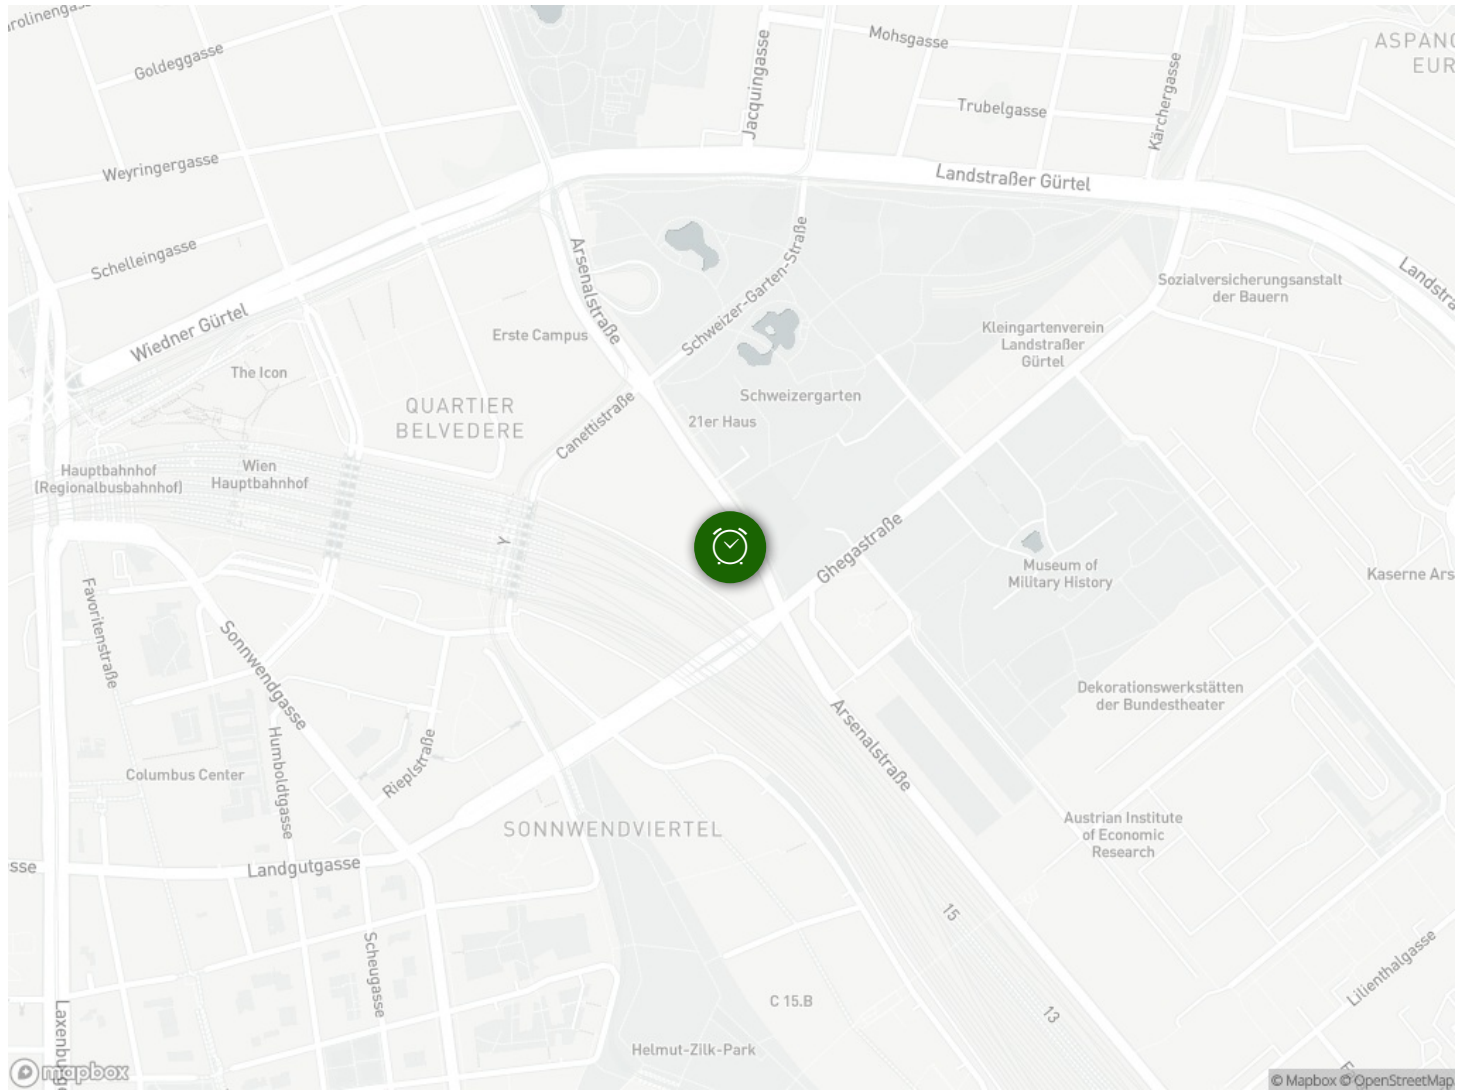 Goldeggasse
Mohsgasse
Jacquingasse
Trubelgasse
Kärchergasse
Weyringergasse
Landstraßer Gürtel
Schelleingasse
Arsenalstraße
Schweizer-Garten-Straße
Sozialversicherungsanstalt
der Bauern
Wiedner Gürtel
Erste Campus
Kleingartenverein
Landstraßer
Gürtel
The Icon
QUARTIER
BELVEDERE
Canettistraße
Schweizergarten
21er Haus
Hauptbahnhof
(Regionalbusbahnhof)
Wien
Hauptbahnhof
Ghegastraße
Museum of
Military History
Kaserne Ars
Favoritenstraße
Sonnwendgasse
Dekorationswerkstätten
der Bundestheater
Arsenalstraße
Humboldtgasse
Rieplstraße
Columbus Center
SONNWENDVIERTEL
Austrian Institute
of Economic
Research
sse
Landgutgasse
15
Scheugasse
Lilienthalgasse
C 15.B
13
Helmut-Zilk-Park
mapbox
© Mapbox © OpenStreetMap